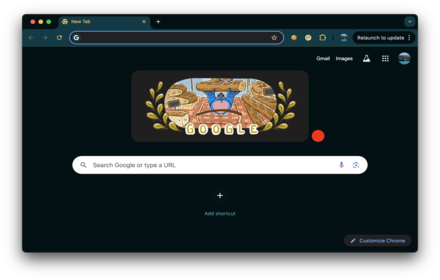 New Tab
Relaunch to update
Gmail Images
GOOGLE
Search Google or type a URL
Add shortcut
Customize Chrome